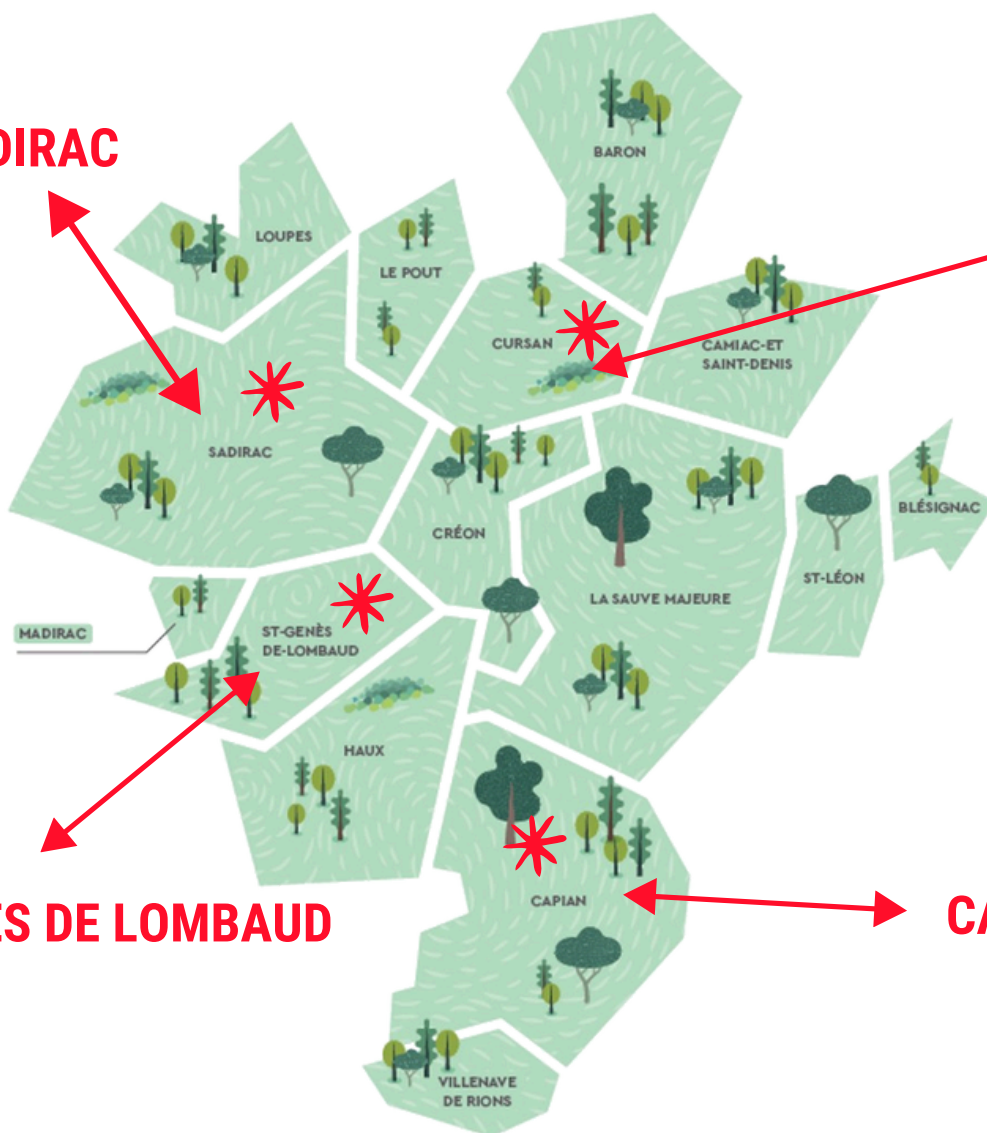 DIRAC
BARON
LOUPES
LE POUT
CURSAN
CAMIAC-ET
SAINT-DENIS
SADIRAC
BLÉSIGNAC
CRÉON
ST-LÉON
LA SAUVE MAJEURE
MADIRAC
ST-GENÈS
DE-LOMBAUD
HAUX
CAPIAN
ES DE LOMBAUD
CA
VILLENAVE
DE RIONS